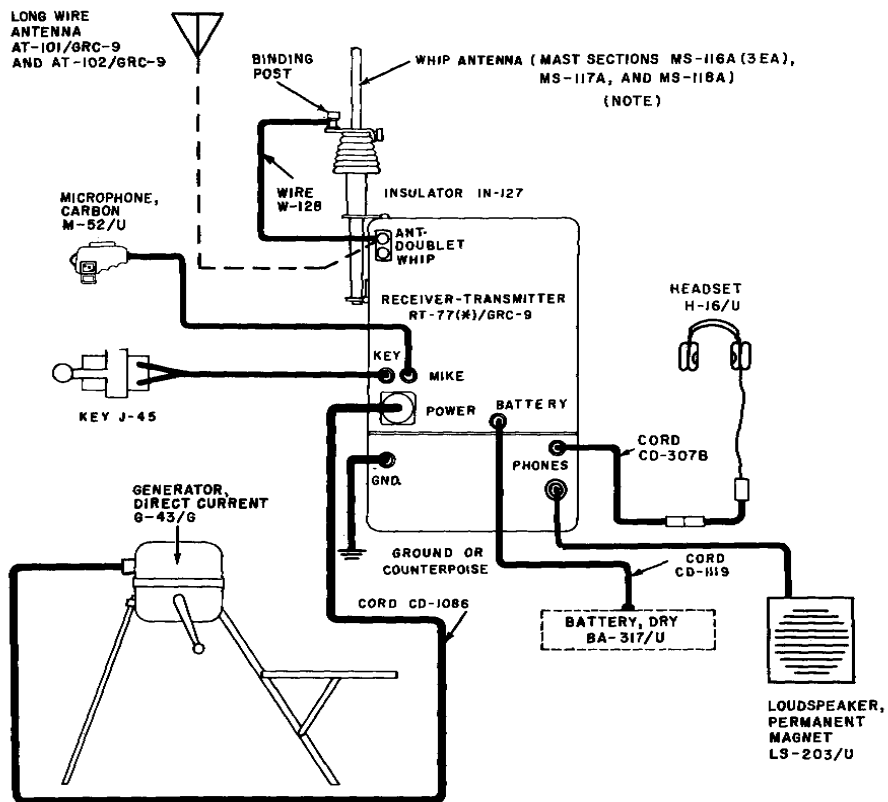 LONG WIRE
ANTENNA
AT-101/GRC-9
AND AT-102/GRC-9
BINDING
POST
WHIP ANTENNA (MAST SECTIONS MS-116A (3EA),
MS-117A, AND MS-118A)
(NOTE)
WIRE
W-128
INSULATOR IN-127
MICROPHONE,
CARBON
M-52/U
ANT-
DOUBLET
WHIP
RECEIVER-TRANSMITTER
RT-77(*)/GRC-9
HEADSET
H-16/U
KEY
MIKE
KEY J-45
POWER
BATTERY
CORD
CD-307B
PHONES
GND.
GENERATOR,
DIRECT CURRENT
G-43/G
GROUND OR
COUNTERPOISE
CORD
CD-1119
CORD CD-1086
BATTERY, DRY
BA-317/U
LOUDSPEAKER,
PERMANENT
MAGNET
LS-203/U